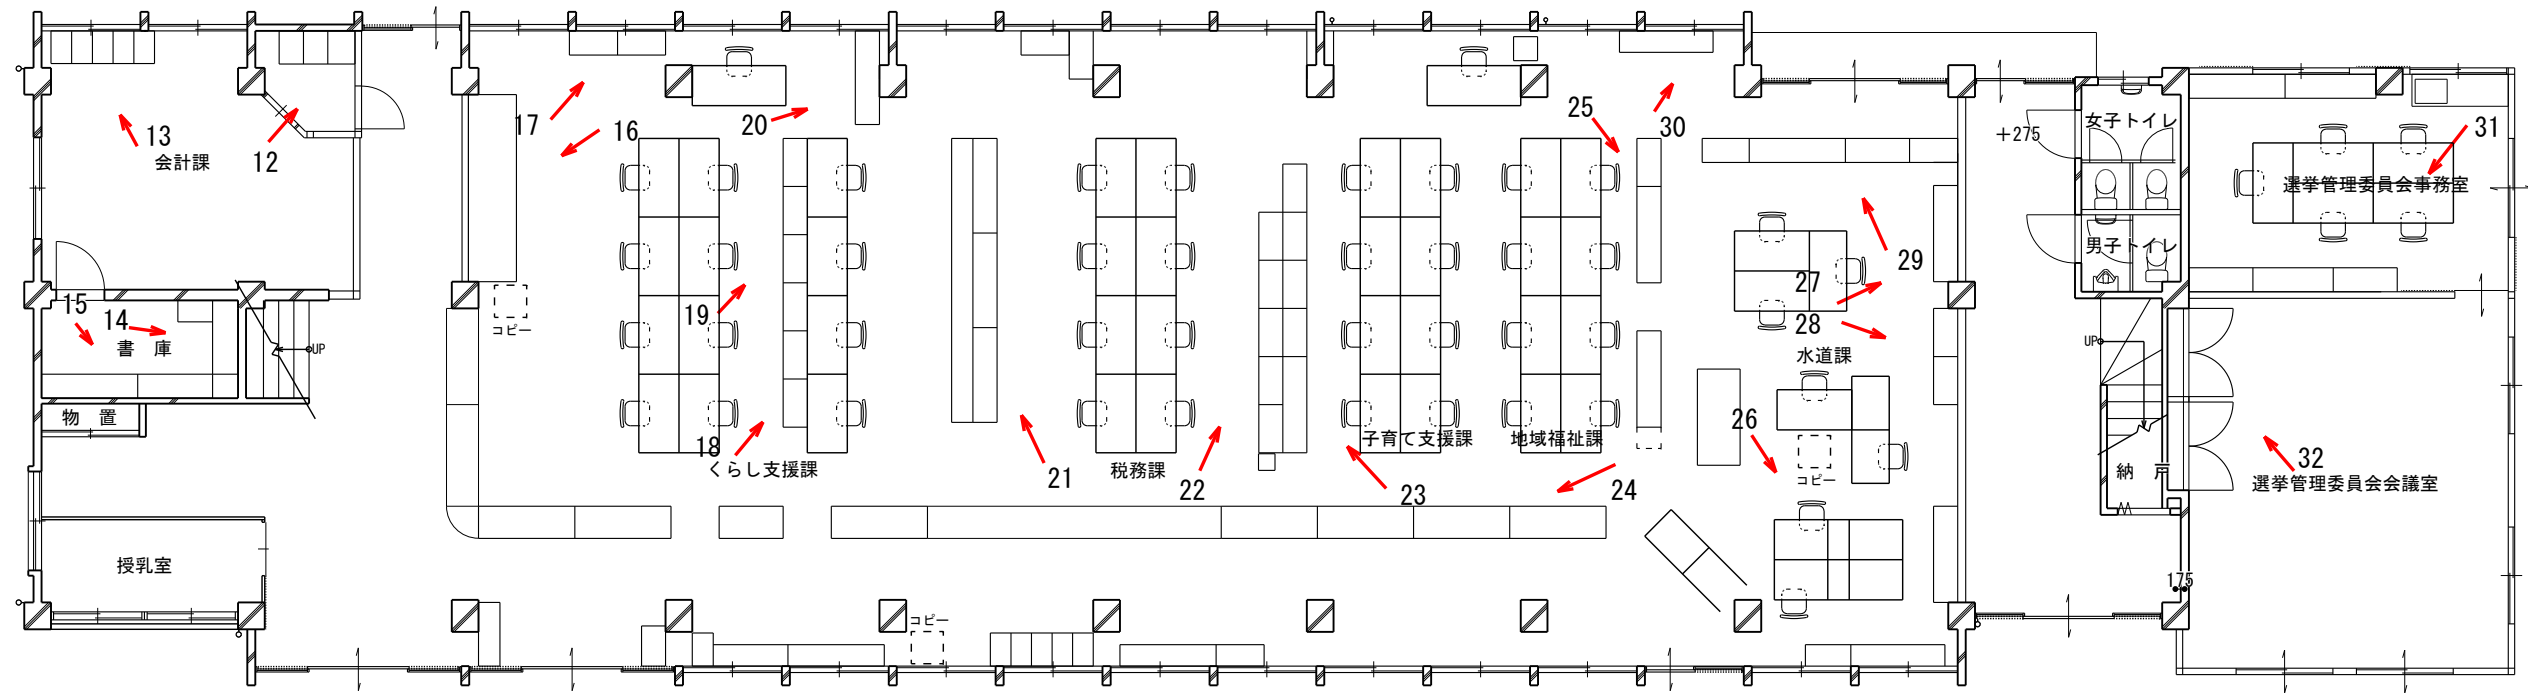 13
会計課
12
15
14
書　庫
UP
物　置
授乳室
17
16
20
コピー
19
18
くらし支援課
21
税務課
22
コピー
子育て支援課
23
地域福祉課
24
25
30
29
27
28
水道課
26
コピー
+275
女子トイレ
男子トイレ
UP
納　戸
175
31
選挙管理委員会事務室
32
選挙管理委員会会議室